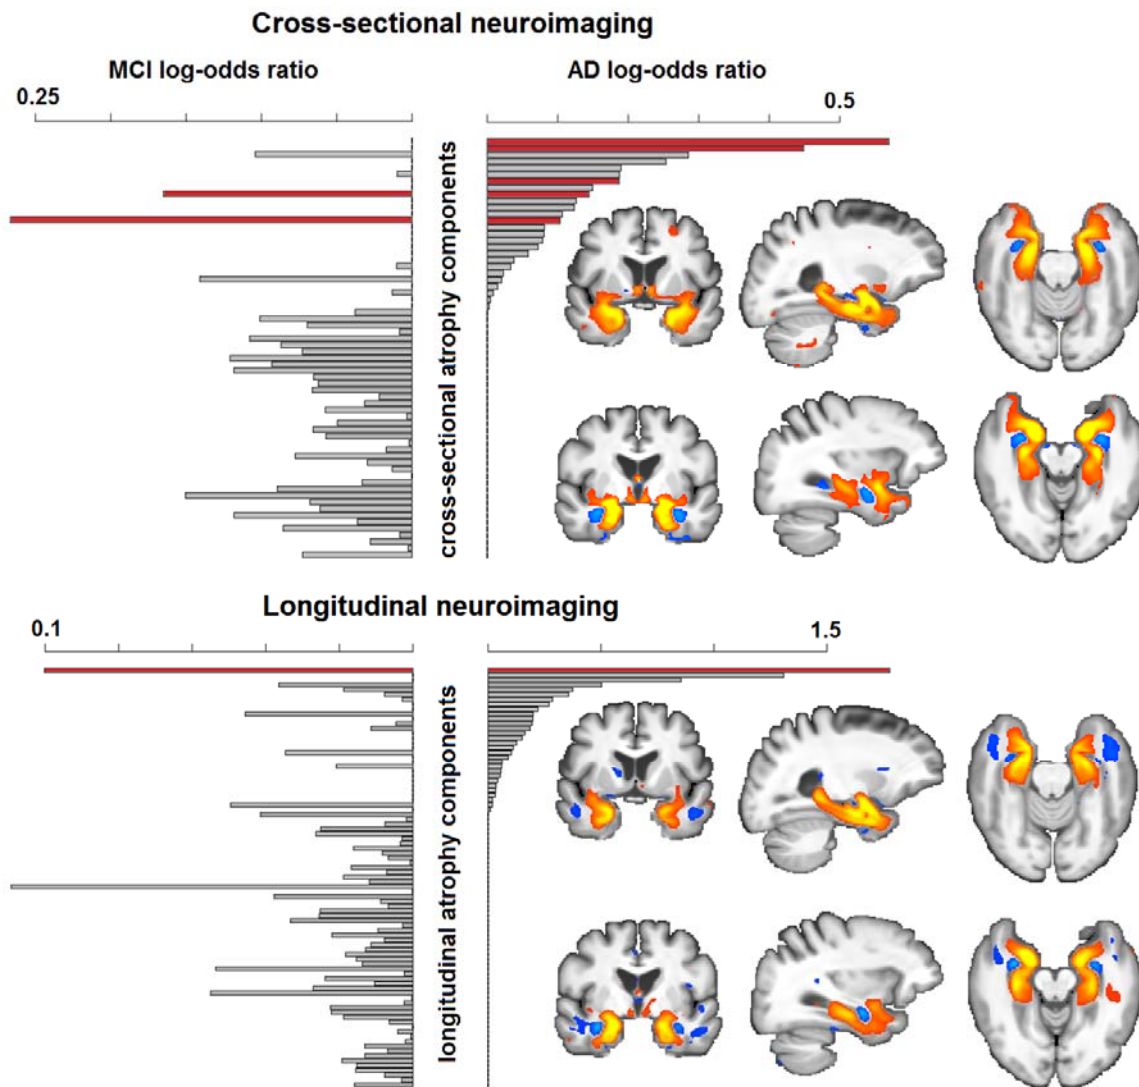 Cross-sectional neuroimaging
MCI log-odds ratio
AD log-odds ratio
0.25
0.5
cross-sectional atrophy components
Longitudinal neuroimaging
0.1
1.5
longitudinal atrophy components